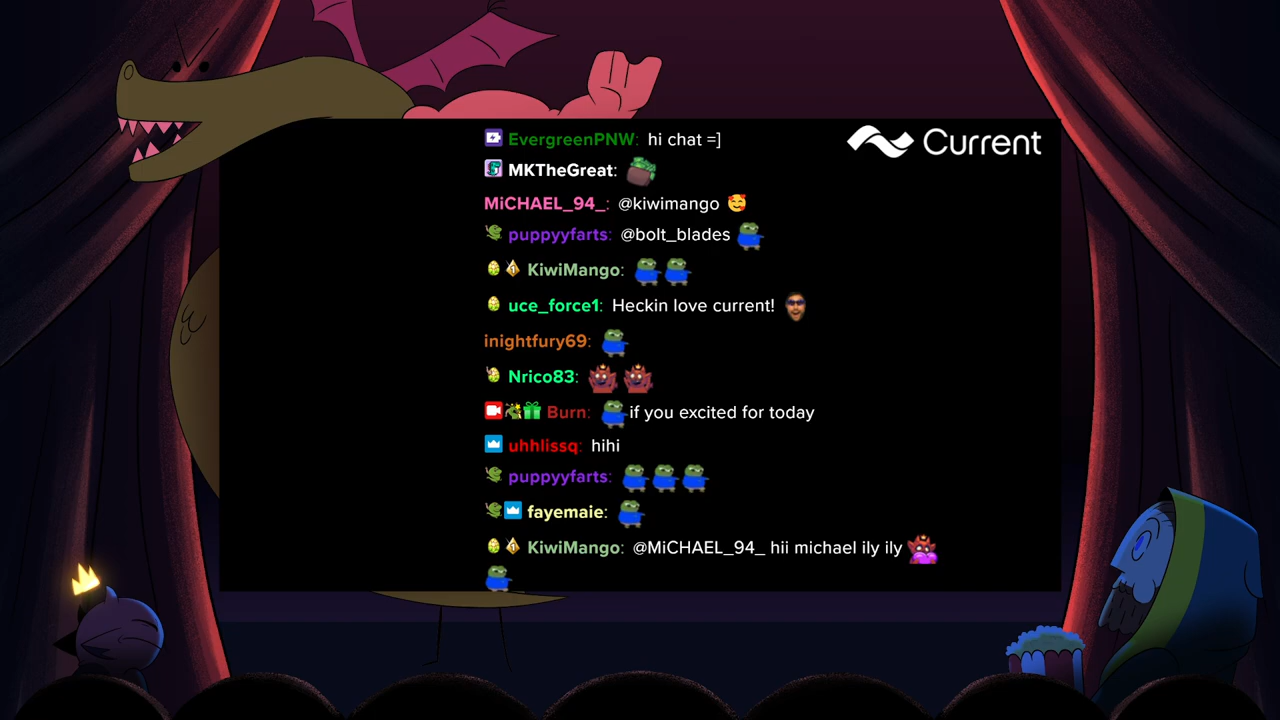 EvergreenPNW: hi chat =]
Current
MKTheGreat:
MiCHAEL_94_: @kiwimango
puppyyfarts: @bolt_blades
KiwiMango:
uce_force1: Heckin love current!
inightfury69:
Nrico83:
Burn: if you excited for today
uhhlissq: hihi
puppyyfarts:
fayemaie:
KiwiMango: @MiCHAEL_94_ hii michael ily ily